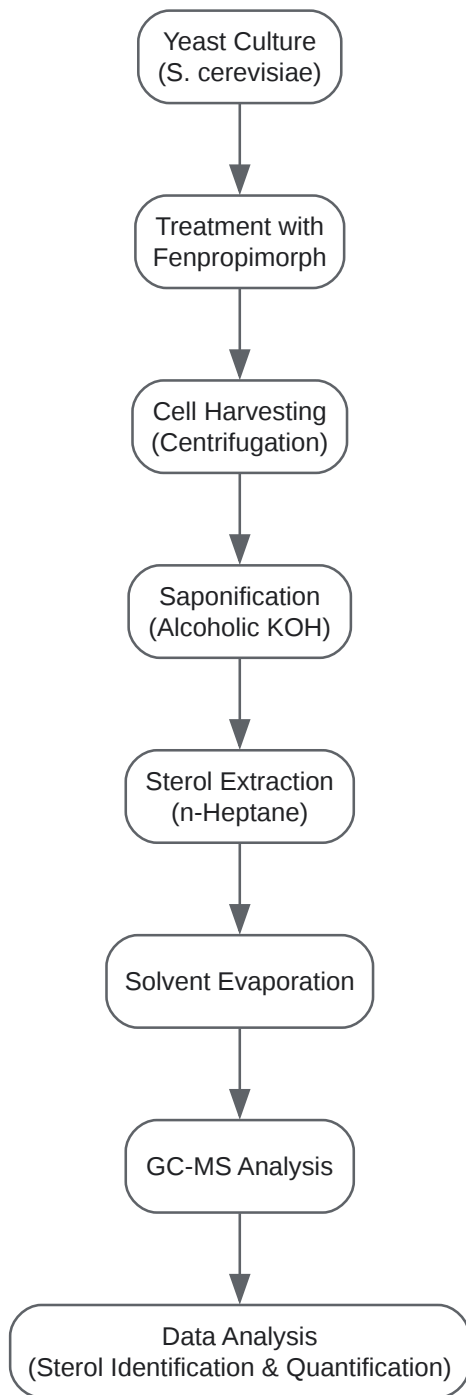 Yeast Culture
(S. cerevisiae)
Treatment with
Fenpropimorph
Cell Harvesting
(Centrifugation)
Saponification
(Alcoholic KOH)
Sterol Extraction
(n-Heptane)
Solvent Evaporation
GC-MS Analysis
Data Analysis
(Sterol Identification & Quantification)